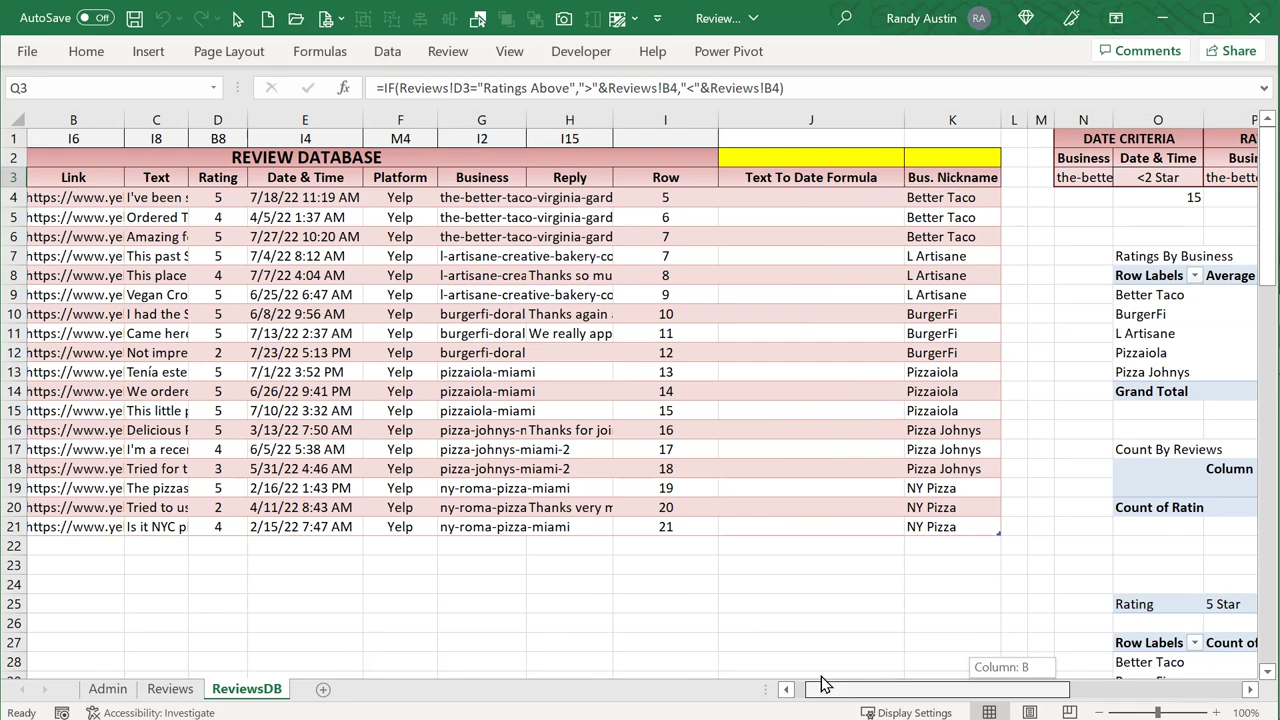 AutoSave Off Review... Randy Austin RA
File Home Insert Page Layout Formulas Data Review View Developer Help Power Pivot Comments Share
Q3 fx =IF(Reviews!D3="Ratings Above",">"&Reviews!B4,"<"&Reviews!B4)
B C D E F G H I J K L M N O P
1 I6 I8 B8 I4 M4 I2 I15 DATE CRITERIA RA
2 REVIEW DATABASE Business Date & Time Busin
3 Link Text Rating Date & Time Platform Business Reply Row Text To Date Formula Bus. Nickname the-bette <2 Star the-bett
4 https://www.ye I've been s 5 7/18/22 11:19 AM Yelp the-better-taco-virginia-gard 5 Better Taco 15
5 https://www.ye Ordered T 4 4/5/22 1:37 AM Yelp the-better-taco-virginia-gard 6 Better Taco
6 https://www.ye Amazing fo 5 7/27/22 10:20 AM Yelp the-better-taco-virginia-gard 7 Better Taco
7 https://www.ye This past S 5 7/4/22 8:12 AM Yelp l-artisane-creative-bakery-co 7 L Artisane Ratings By Business
8 https://www.ye This place 4 7/7/22 4:04 AM Yelp l-artisane-crea Thanks so mu 8 L Artisane Row Labels Average
9 https://www.ye Vegan Cro 5 6/25/22 6:47 AM Yelp l-artisane-creative-bakery-co 9 L Artisane Better Taco
10 https://www.ye I had the S 5 6/8/22 9:56 AM Yelp burgerfi-doral Thanks again 10 BurgerFi BurgerFi
11 https://www.ye Came here 5 7/13/22 2:37 AM Yelp burgerfi-doral We really app 11 BurgerFi L Artisane
12 https://www.ye Not impre 2 7/23/22 5:13 PM Yelp burgerfi-doral 12 BurgerFi Pizzaiola
13 https://www.ye Tenía este 5 7/1/22 3:52 PM Yelp pizzaiola-miami 13 Pizzaiola Pizza Johnys
14 https://www.ye We ordere 5 6/26/22 9:41 PM Yelp pizzaiola-miami 14 Pizzaiola Grand Total
15 https://www.ye This little p 5 7/10/22 3:32 AM Yelp pizzaiola-miami 15 Pizzaiola
16 https://www.ye Delicious P 5 3/13/22 7:50 AM Yelp pizza-johnys-n Thanks for joi 16 Pizza Johnys
17 https://www.ye I'm a recen 4 6/5/22 5:38 AM Yelp pizza-johnys-miami-2 17 Pizza Johnys Count By Reviews
18 https://www.ye Tried for t 3 5/31/22 4:46 AM Yelp pizza-johnys-miami-2 18 Pizza Johnys Column
19 https://www.ye The pizzas 5 2/16/22 1:43 PM Yelp ny-roma-pizza-miami 19 NY Pizza
20 https://www.ye Tried to us 2 4/11/22 8:43 AM Yelp ny-roma-pizza Thanks very m 20 NY Pizza Count of Ratin
21 https://www.ye Is it NYC pi 4 2/15/22 7:47 AM Yelp ny-roma-pizza-miami 21 NY Pizza
22
23
24
25 Rating 5 Star
26
27 Row Labels Count of
28 Better Taco
Column: B
Admin Reviews ReviewsDB
Ready Accessibility: Investigate Display Settings 100%